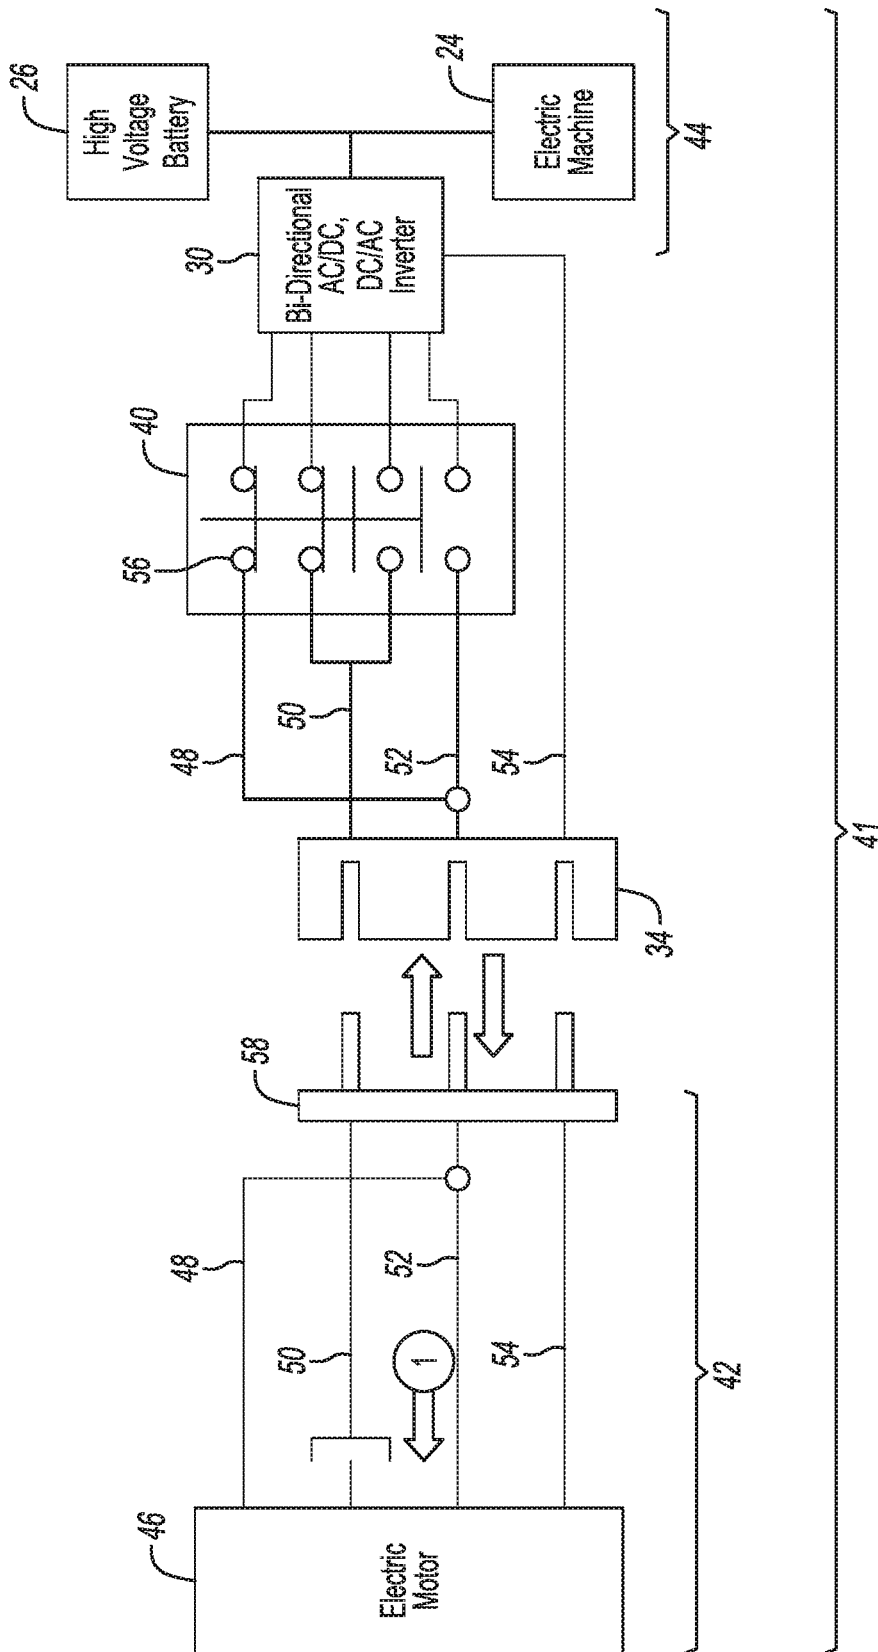 26
High
Voltage
Battery
24
Electric
Machine
44
30
Bi-Directional
AC/DC,
DC/AC
Inverter
40
56
48
50
52
54
34
41
58
48
50
52
54
1
42
46
Electric
Motor